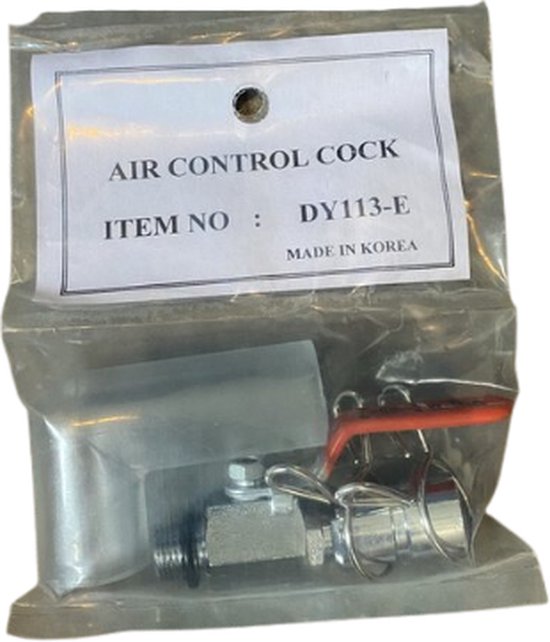 AIR CONTROL COCK
ITEM NO : DY113-E
MADE IN KOREA